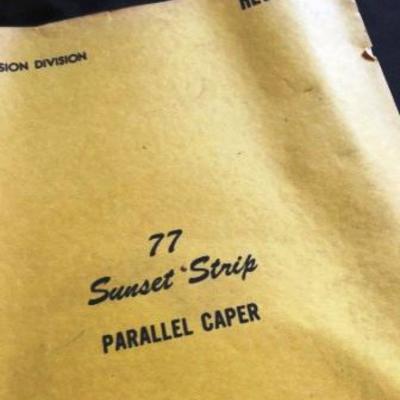 SION DIVISION
77
Sunset Strip
PARALLEL CAPER